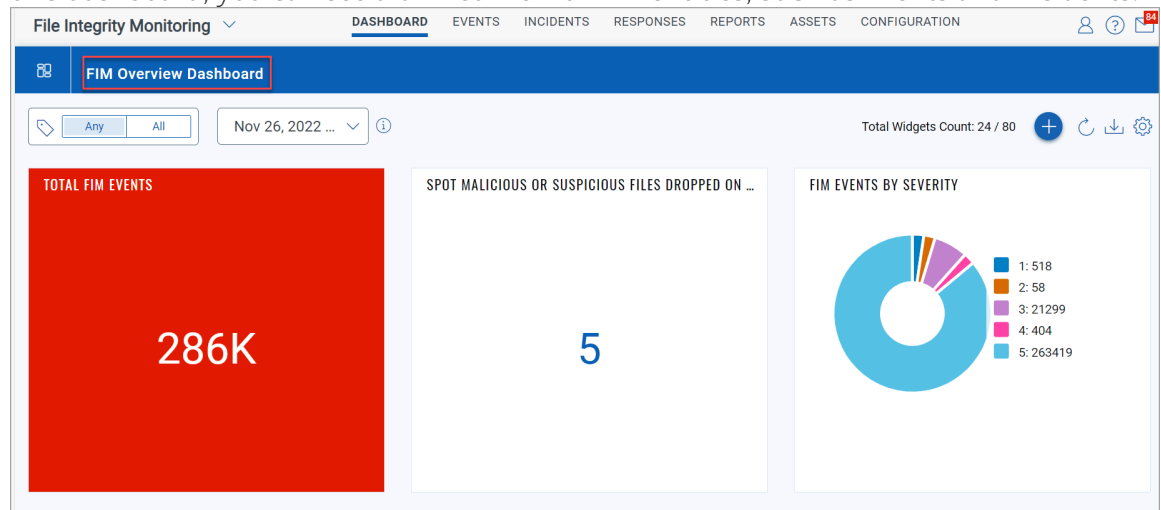 File Integrity Monitoring
DASHBOARD EVENTS INCIDENTS RESPONSES REPORTS ASSETS CONFIGURATION
84
FIM Overview Dashboard
Any All
Nov 26, 2022 ...
Total Widgets Count: 24 / 80
TOTAL FIM EVENTS
286K
SPOT MALICIOUS OR SUSPICIOUS FILES DROPPED ON ...
5
FIM EVENTS BY SEVERITY
1: 518
2: 58
3: 21299
4: 404
5: 263419